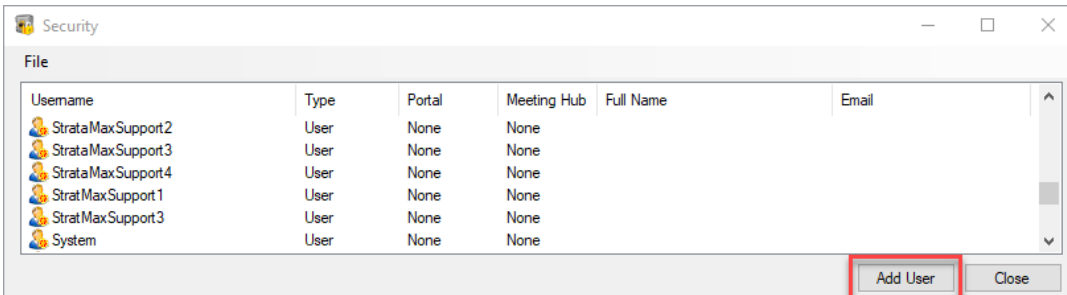 Security
File
Username Type Portal Meeting Hub Full Name Email
StrataMaxSupport2 User None None
StrataMaxSupport3 User None None
StrataMaxSupport4 User None None
StratMaxSupport1 User None None
StratMaxSupport3 User None None
System User None None
Add User Close